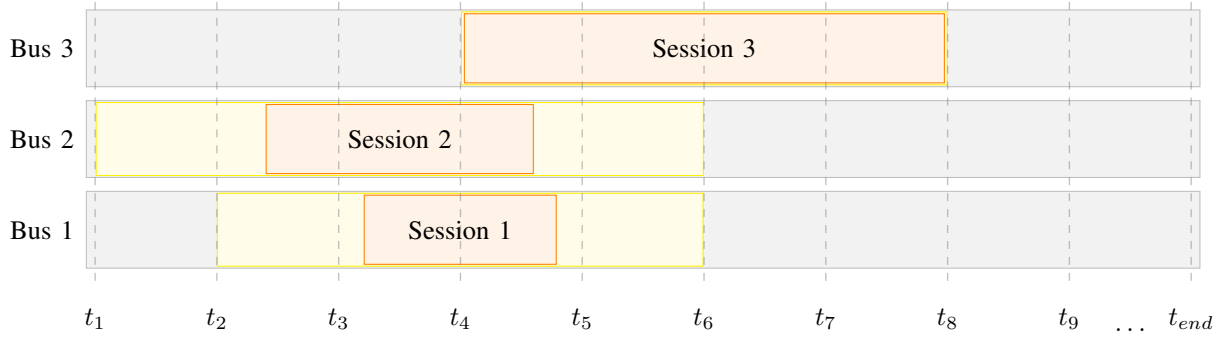 Bus 3 Session 3
Bus 2 Session 2
Bus 1 Session 1
t1 t2 t3 t4 t5 t6 t7 t8 t9 ... tend